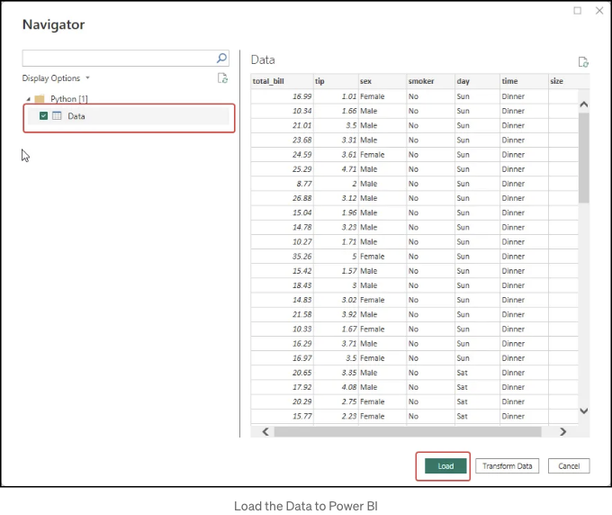 Navigator
Display Options
Python [1]
Data
Data
total_bill tip sex smoker day time size
16.99 1.01 Female No Sun Dinner
10.34 1.66 Male No Sun Dinner
21.01 3.5 Male No Sun Dinner
23.68 3.31 Male No Sun Dinner
24.59 3.61 Female No Sun Dinner
25.29 4.71 Male No Sun Dinner
8.77 2 Male No Sun Dinner
26.88 3.12 Male No Sun Dinner
15.04 1.96 Male No Sun Dinner
14.78 3.23 Male No Sun Dinner
10.27 1.71 Male No Sun Dinner
35.26 5 Female No Sun Dinner
15.42 1.57 Male No Sun Dinner
18.43 3 Male No Sun Dinner
14.83 3.02 Female No Sun Dinner
21.58 3.92 Male No Sun Dinner
10.33 1.67 Female No Sun Dinner
16.29 3.71 Male No Sun Dinner
16.97 3.5 Female No Sun Dinner
20.65 3.35 Male No Sat Dinner
17.92 4.08 Male No Sat Dinner
20.29 2.75 Female No Sat Dinner
15.77 2.23 Female No Sat Dinner
Load Transform Data Cancel
Load the Data to Power BI